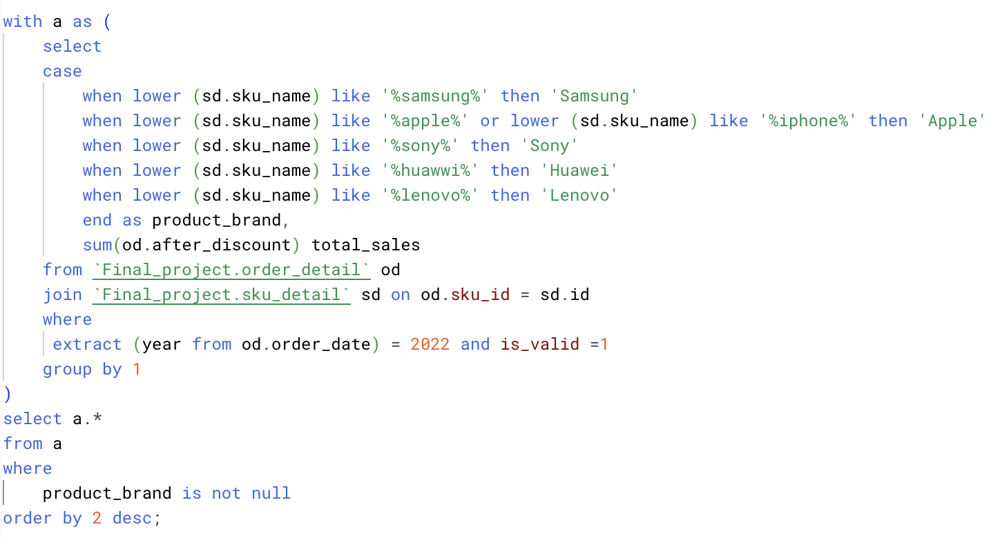 with a as (
select
case
when lower (sd.sku_name) like '%samsung%' then 'Samsung'
when lower (sd.sku_name) like '%apple%' or lower (sd.sku_name) like '%iphone%' then 'Apple'
when lower (sd.sku_name) like '%sony%' then 'Sony'
when lower (sd.sku_name) like '%huawwi%' then 'Huawei'
when lower (sd.sku_name) like '%lenovo%' then 'Lenovo'
end as product_brand,
sum(od.after_discount) total_sales
from `Final_project.order_detail` od
join `Final_project.sku_detail` sd on od.sku_id = sd.id
where
extract (year from od.order_date) = 2022 and is_valid =1
group by 1
)
select a.*
from a
where
product_brand is not null
order by 2 desc;